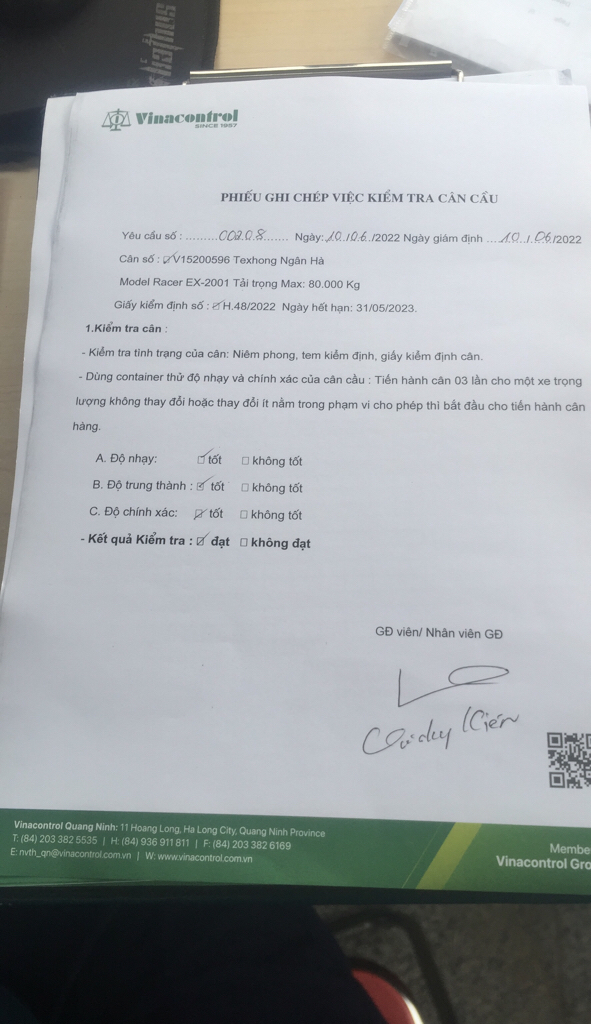 Vinacontrol
SINCE 1957
PHIẾU GHI CHÉP VIỆC KIỂM TRA CÂN CẦU
Yêu cầu số : ........00208...... Ngày: 10/06./2022 Ngày giám định ....10../.06/2022
Cân số : ☑V15200596 Texhong Ngân Hà
Model Racer EX-2001 Tải trọng Max: 80.000 Kg
Giấy kiểm định số : ☑H.48/2022 Ngày hết hạn: 31/05/2023.
1.Kiểm tra cân :
- Kiểm tra tình trạng của cân: Niêm phong, tem kiểm định, giấy kiểm định cân.
- Dùng container thử độ nhạy và chính xác của cân cầu : Tiến hành cân 03 lần cho một xe trọng
lượng không thay đổi hoặc thay đổi ít nằm trong phạm vi cho phép thì bắt đầu cho tiến hành cân
hàng.
A. Độ nhạy: ☑ tốt ☐ không tốt
B. Độ trung thành : ☑ tốt ☐ không tốt
C. Độ chính xác: ☑ tốt ☐ không tốt
- Kết quả Kiểm tra : ☑ đạt ☐ không đạt
GĐ viên/ Nhân viên GĐ
Kiên
Vinacontrol Quang Ninh: 11 Hoang Long, Ha Long City, Quang Ninh Province
T: (84) 203 382 5535 | H: (84) 936 911 811 | F: (84) 203 382 6169
E: nvth_qn@vinacontrol.com.vn | W: www.vinacontrol.com.vn
Membe
Vinacontrol Gro